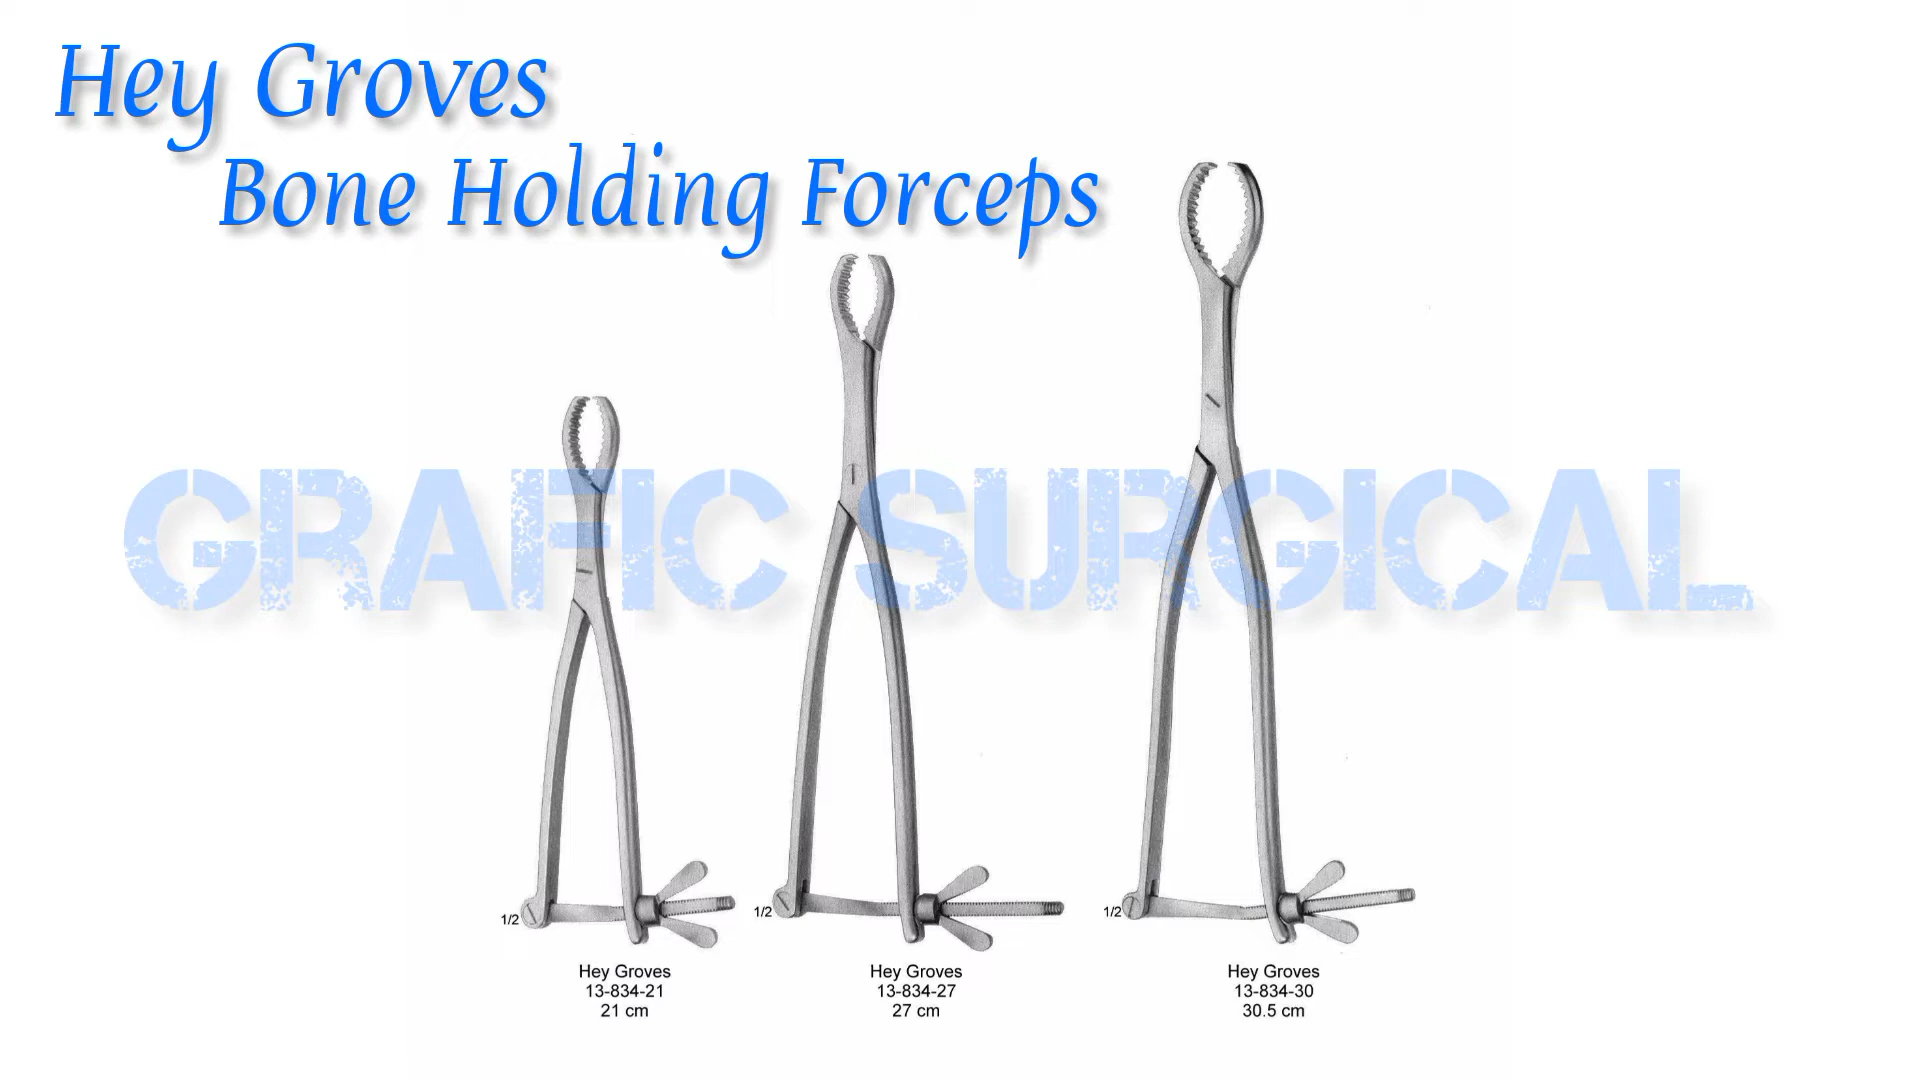 Hey Groves
Bone Holding Forceps
GRAFIC SURGICAL
1/2
1/2
1/2
Hey Groves
13-834-21
21 cm
Hey Groves
13-834-27
27 cm
Hey Groves
13-834-30
30.5 cm